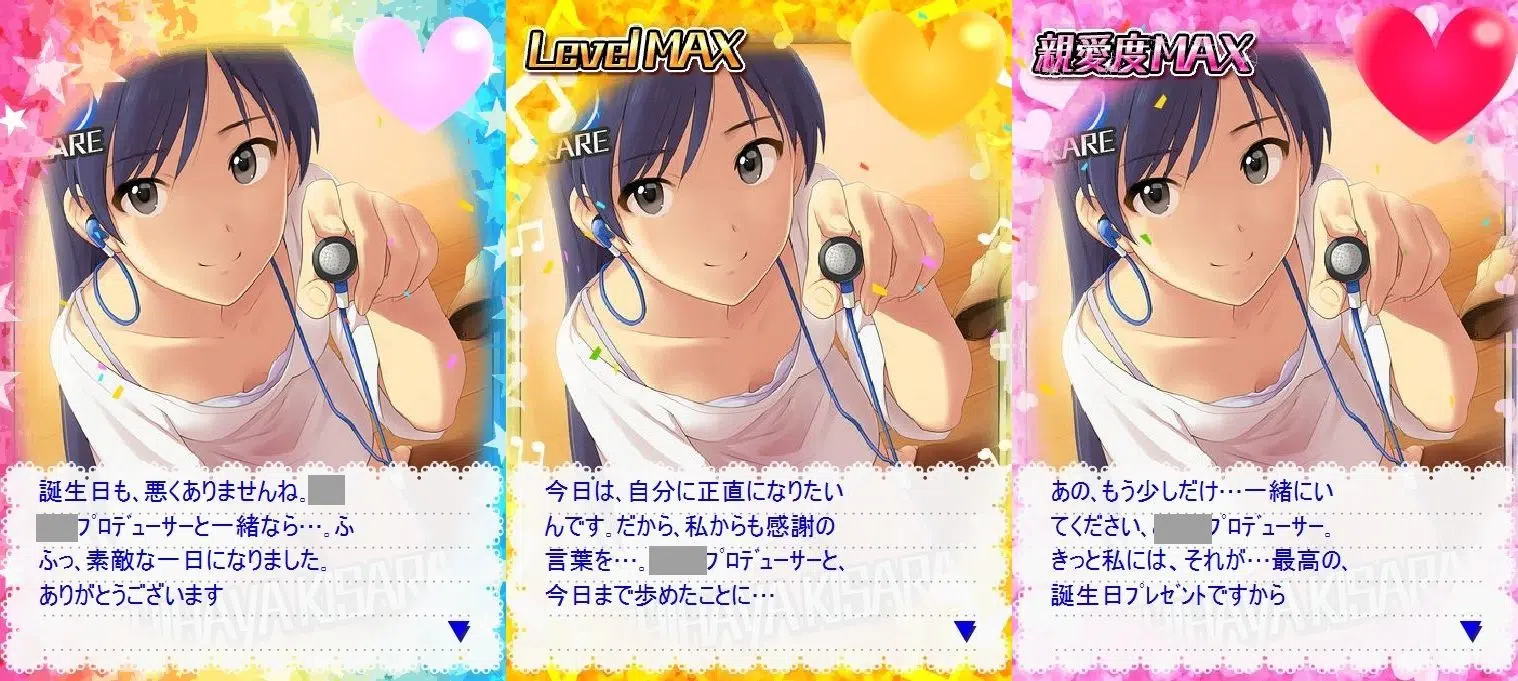 ARE
誕生日も、悪くありませんね。
プロデューサーと一緒なら…。ふ
ふっ、素敵な一日になりました。
ありがとうございます
Level MAX
RARE
今日は、自分に正直になりたい
んです。だから、私からも感謝の
言葉を…。プロデューサーと、
今日まで歩めたことに…
親愛度MAX
RARE
あの、もう少しだけ…一緒にい
てください、プロデューサー。
きっと私には、それが…最高の、
誕生日プレゼントですから